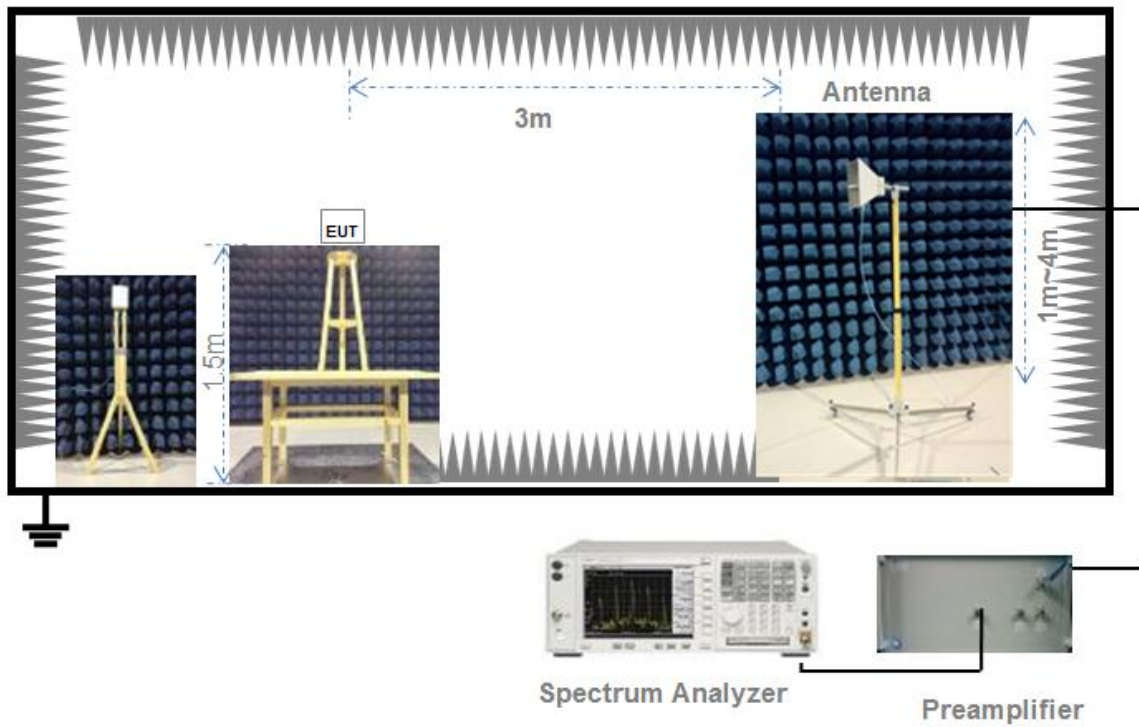 Antenna
3m
EUT
1.5m
1m~4m
Spectrum Analyzer
Preamplifier